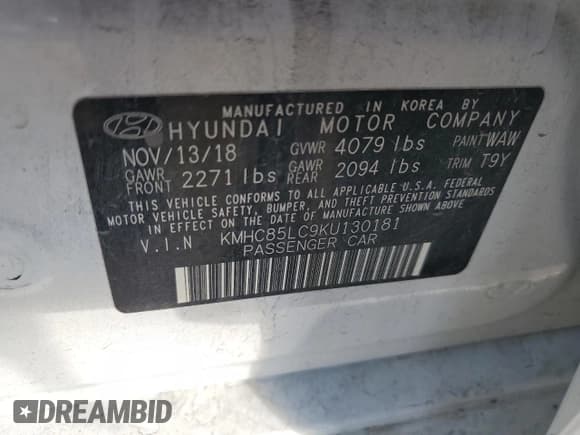 MANUFACTURED IN KOREA BY
HYUNDAI MOTOR COMPANY
NOV/13/18 GVWR 4079 lbs PAINT WAW
GAWR FRONT 2271 lbs GAWR REAR 2094 lbs TRIM T9Y
THIS VEHICLE CONFORMS TO ALL APPLICABLE U.S.A. FEDERAL
MOTOR VEHICLE SAFETY, BUMPER, AND THEFT PREVENTION STANDARDS
IN EFFECT ON THE DATE OF MANUFACTURE SHOWN ABOVE.
V.I.N KMHC85LC9KU130181
PASSENGER CAR
DREAMBID